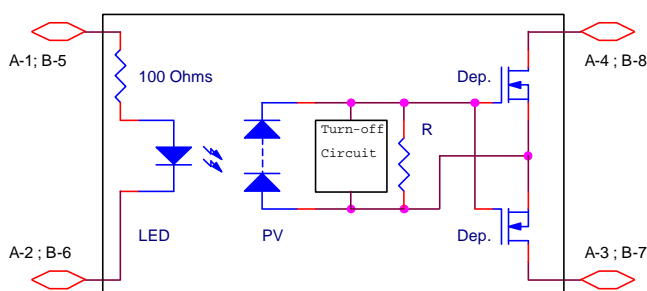 A-1; B-5
A-4 ; B-8
100 Ohms
Dep.
Turn-off
Circuit
R
LED
PV
Dep.
A-2 ; B-6
A-3 ; B-7